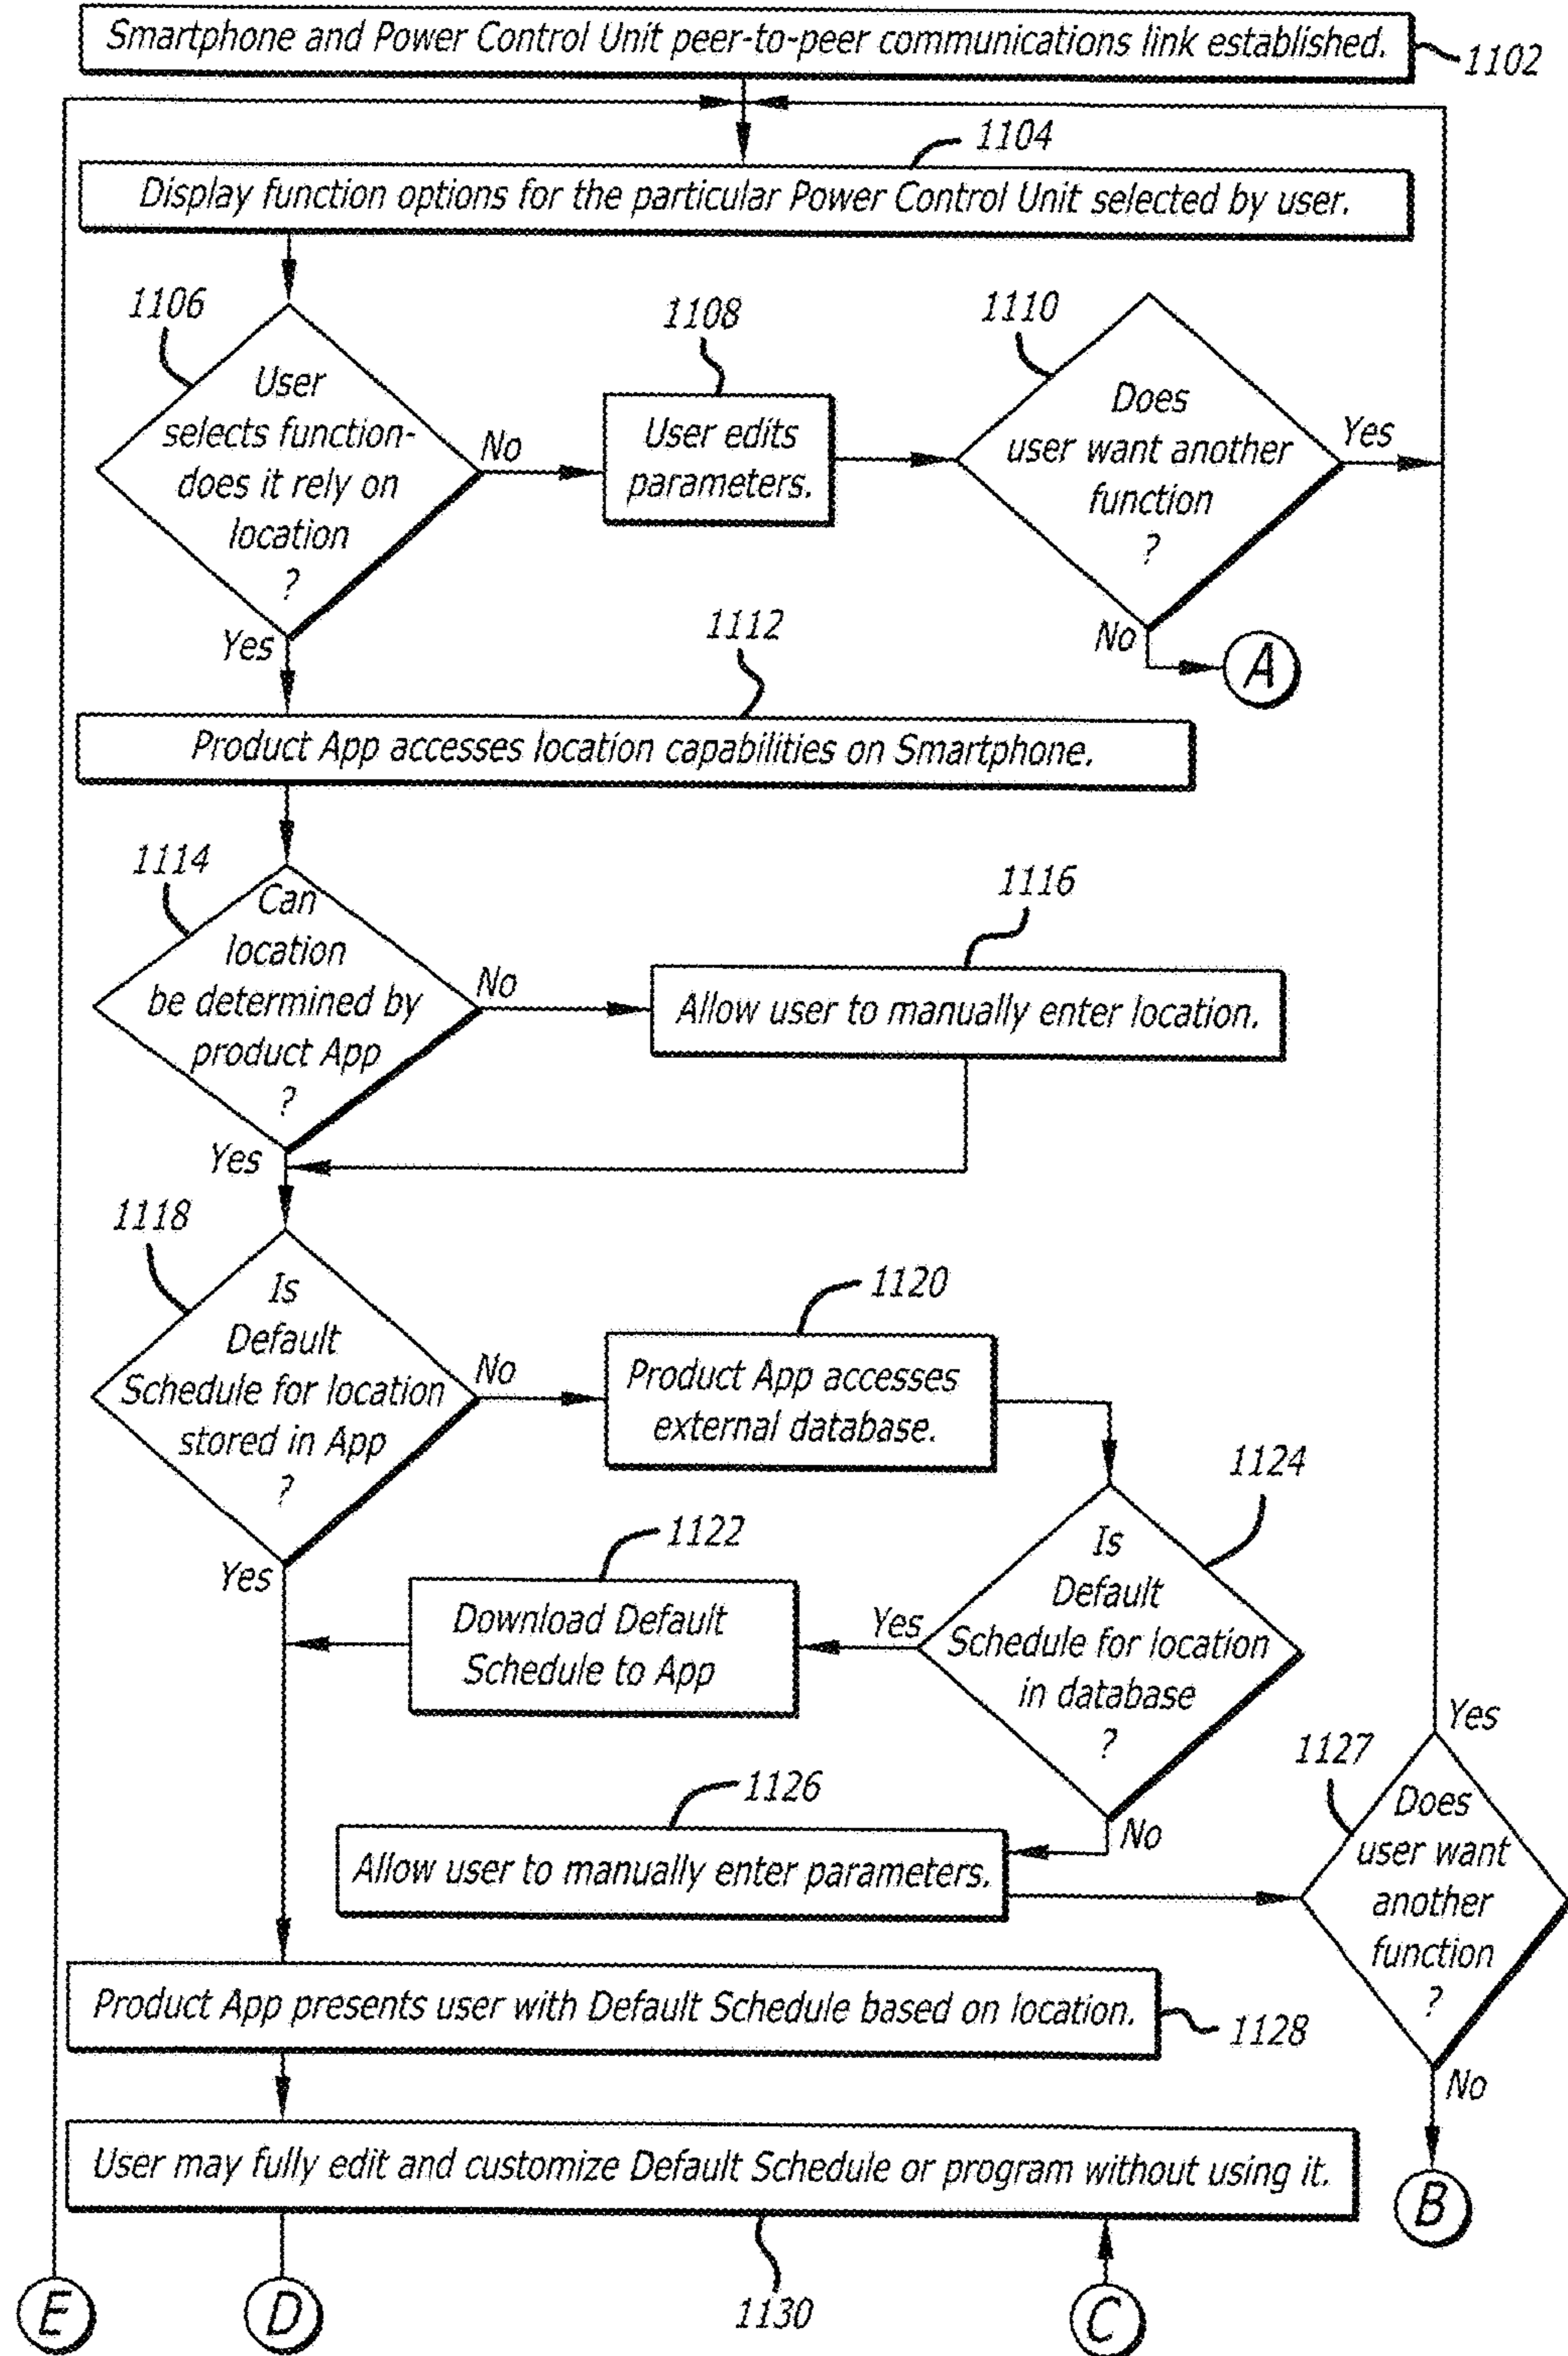 Smartphone and Power Control Unit peer-to-peer communications link established.
1102
1104
Display function options for the particular Power Control Unit selected by user.
1106
User
selects function-
does it rely on
location
?
No
Yes
1108
User edits
parameters.
1110
Does
user want another
function
?
Yes
No
A
1112
Product App accesses location capabilities on Smartphone.
1114
Can
location
be determined by
product App
?
No
Yes
1116
Allow user to manually enter location.
1118
Is
Default
Schedule for location
stored in App
?
No
Yes
1120
Product App accesses
external database.
1124
Is
Default
Schedule for location
in database
?
Yes
No
1122
Download Default
Schedule to App
1126
Allow user to manually enter parameters.
1127
Yes
Does
user want
another
function
?
No
B
Product App presents user with Default Schedule based on location.
1128
User may fully edit and customize Default Schedule or program without using it.
1130
E
D
C